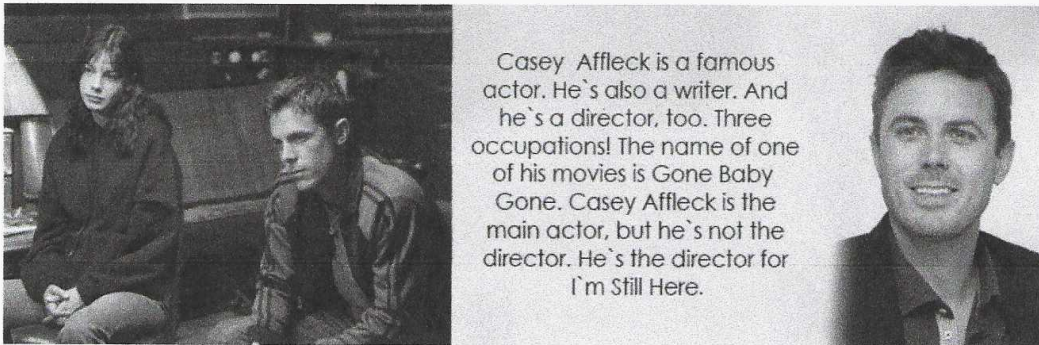 Casey Affleck is a famous
actor. He`s also a writer. And
he`s a director, too. Three
occupations! The name of one
of his movies is Gone Baby
Gone. Casey Affleck is the
main actor, but he`s not the
director. He`s the director for
I`m Still Here.